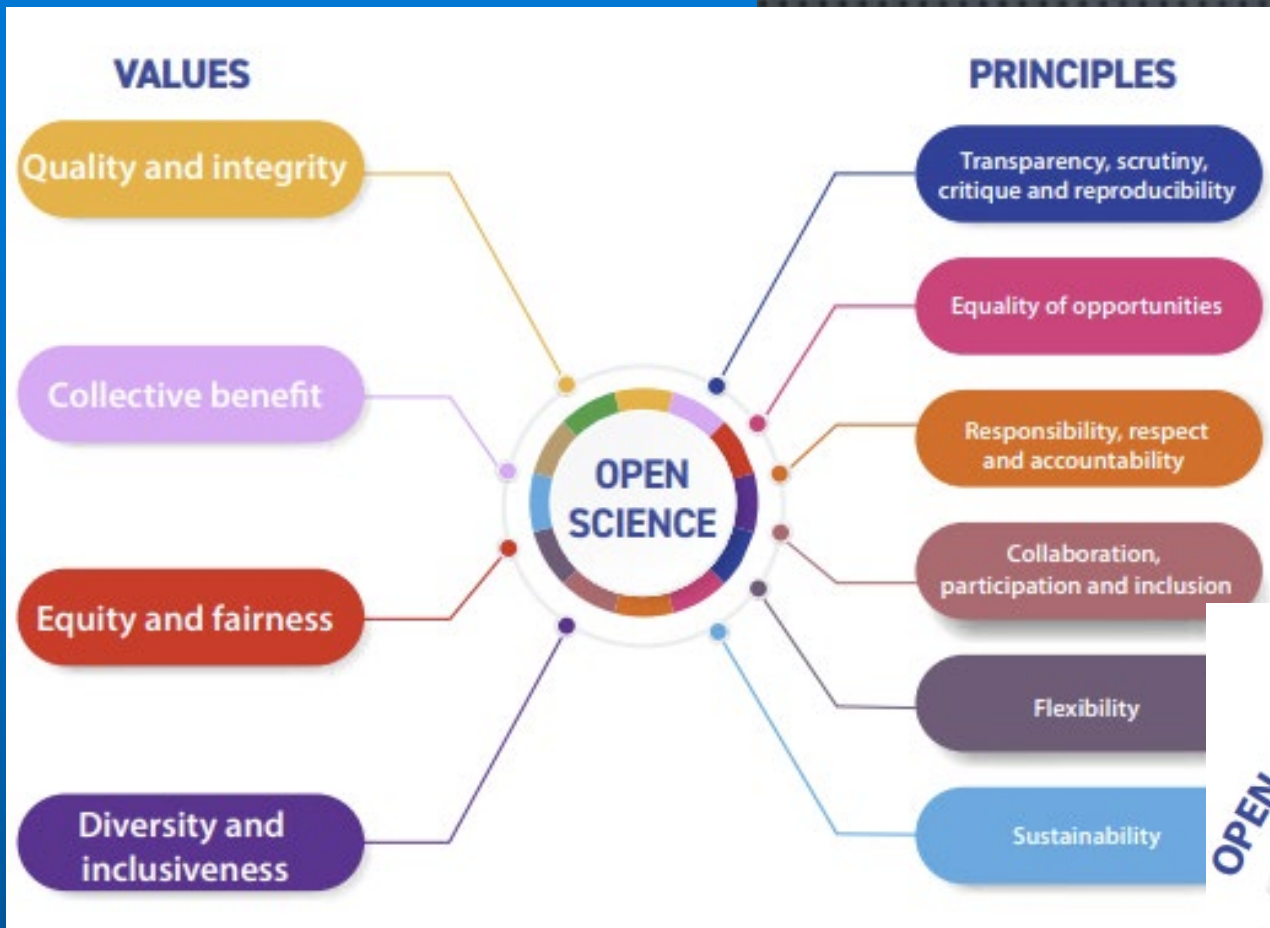 VALUES
Quality and integrity
Collective benefit
Equity and fairness
Diversity and
inclusiveness
OPEN
SCIENCE
PRINCIPLES
Transparency, scrutiny,
critique and reproducibility
Equality of opportunities
Responsibility, respect
and accountability
Collaboration,
participation and inclusion
Flexibility
Sustainability
OPEN